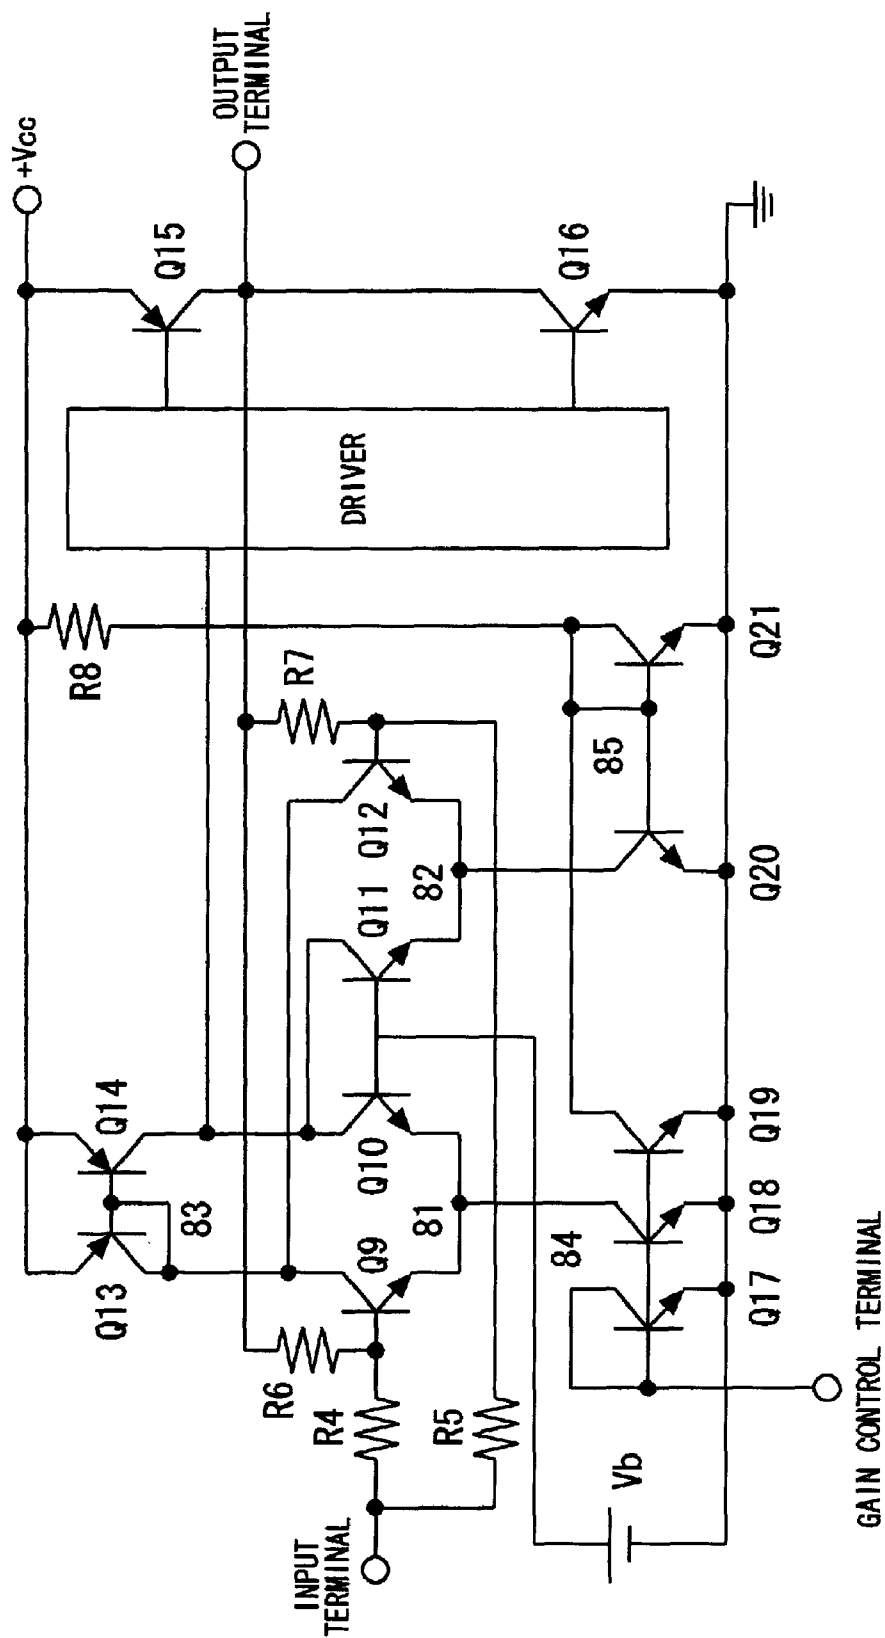 +Vcc
OUTPUT
TERMINAL
Q15
Q16
DRIVER
R8
R7
Q21
85
Q12
82
Q11
Q20
Q14
83
Q13
Q10
81
Q9
Q19
Q18
84
Q17
R6
R4
R5
Vb
INPUT
TERMINAL
GAIN CONTROL TERMINAL